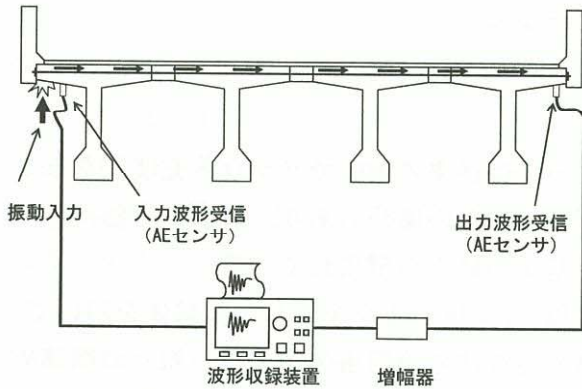 振動入力
入力波形受信
(AEセンサ)
出力波形受信
(AEセンサ)
波形収録装置
増幅器